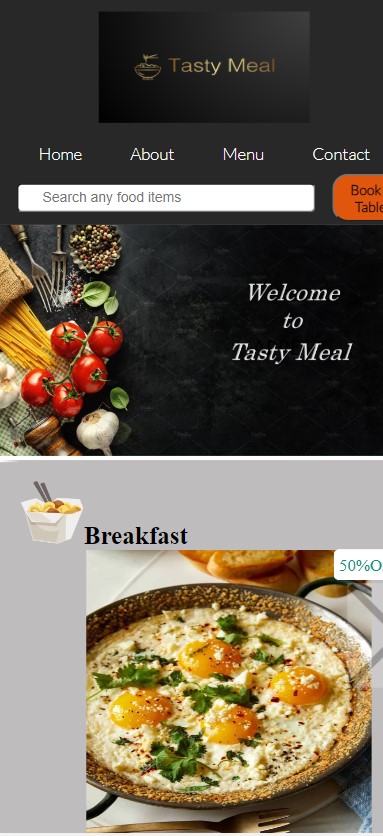 Tasty Meal
Home About Menu Contact
Search any food items
Book
Table
Welcome
to
Tasty Meal
Breakfast
50%O